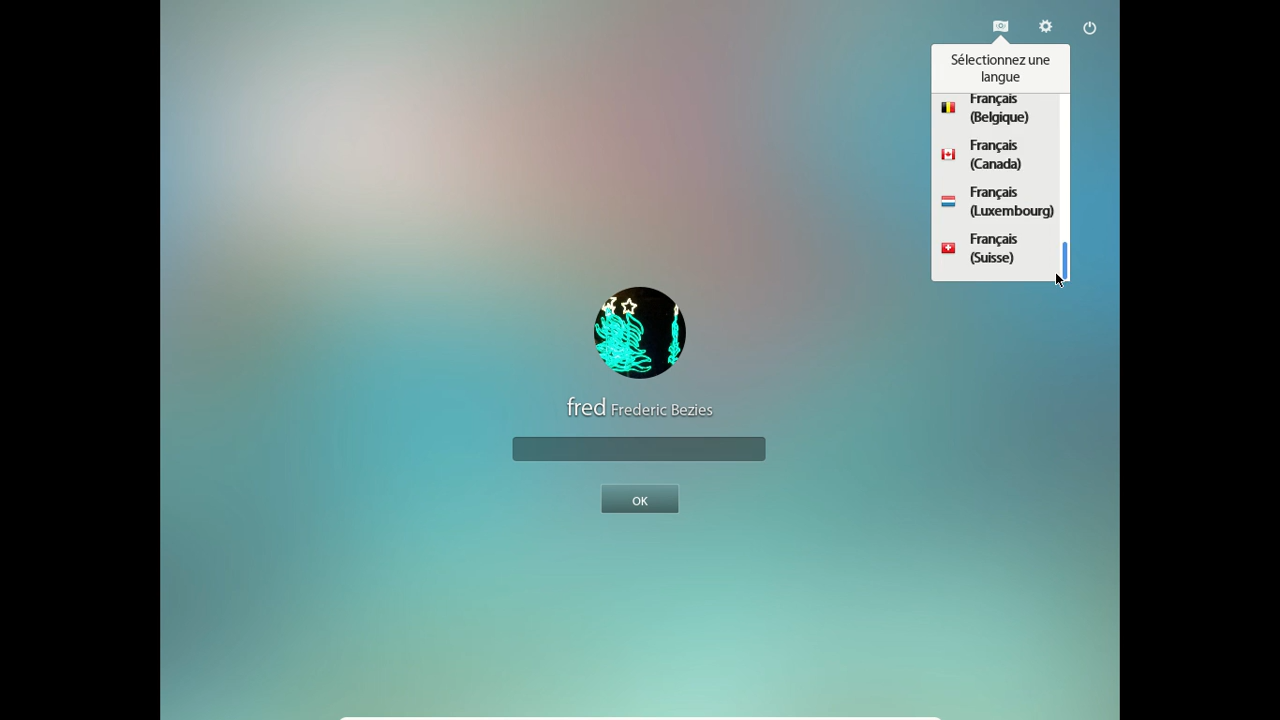 Sélectionnez une
langue
Français
(Belgique)
Français
(Canada)
Français
(Luxembourg)
Français
(Suisse)
fred Frederic Bezies
OK